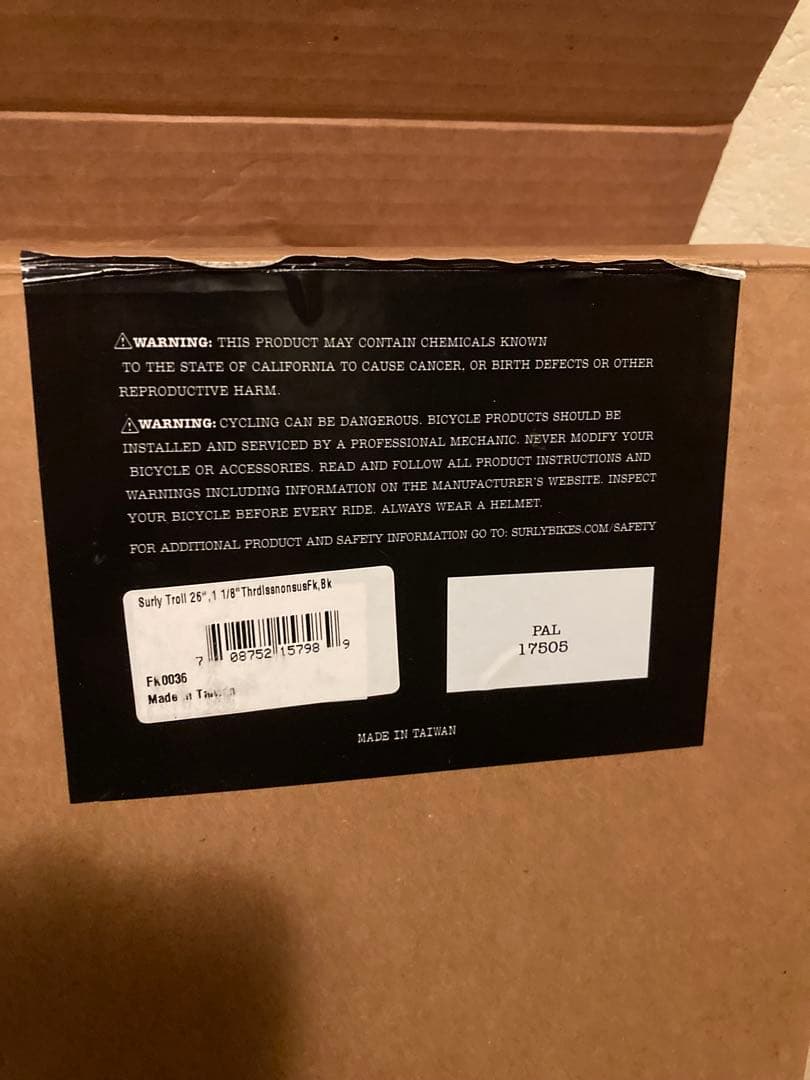 ⚠WARNING: THIS PRODUCT MAY CONTAIN CHEMICALS KNOWN
TO THE STATE OF CALIFORNIA TO CAUSE CANCER, OR BIRTH DEFECTS OR OTHER
REPRODUCTIVE HARM.
⚠WARNING: CYCLING CAN BE DANGEROUS. BICYCLE PRODUCTS SHOULD BE
INSTALLED AND SERVICED BY A PROFESSIONAL MECHANIC. NEVER MODIFY YOUR
BICYCLE OR ACCESSORIES. READ AND FOLLOW ALL PRODUCT INSTRUCTIONS AND
WARNINGS INCLUDING INFORMATION ON THE MANUFACTURER'S WEBSITE. INSPECT
YOUR BICYCLE BEFORE EVERY RIDE. ALWAYS WEAR A HELMET.
FOR ADDITIONAL PRODUCT AND SAFETY INFORMATION GO TO: SURLYBIKES.COM/SAFETY
Surly Troll 26",1 1/8"ThrdlssnonsusFk,Bk
7 08752 15798 9
FK0036
Made
PAL
17505
MADE IN TAIWAN